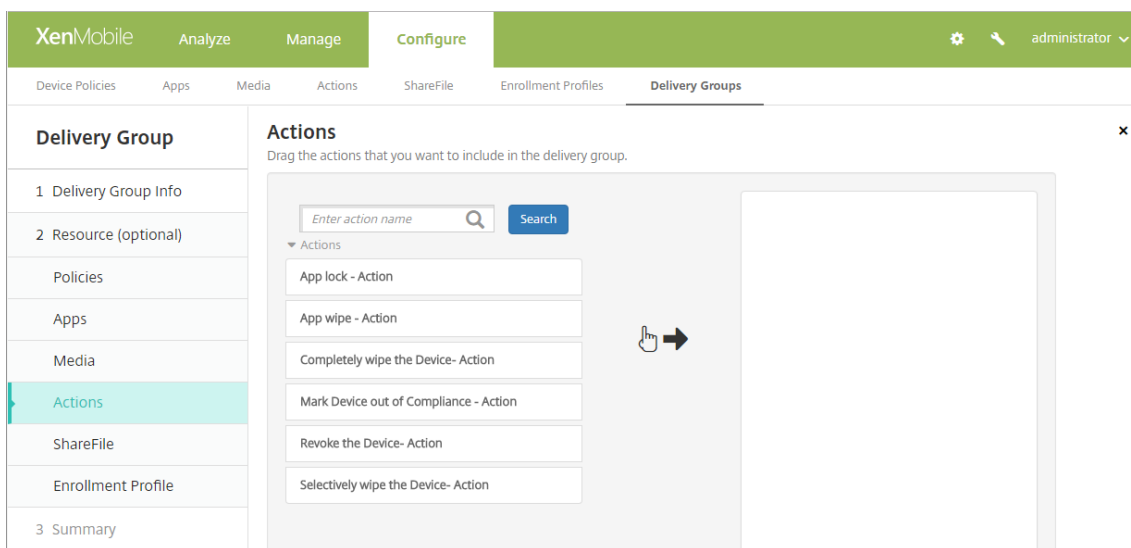 XenMobile Analyze Manage Configure administrator
Device Policies Apps Media Actions ShareFile Enrollment Profiles Delivery Groups
Delivery Group
1 Delivery Group Info
2 Resource (optional)
Policies
Apps
Media
Actions
ShareFile
Enrollment Profile
3 Summary
Actions
Drag the actions that you want to include in the delivery group.
Enter action name Search
Actions
App lock - Action
App wipe - Action
Completely wipe the Device- Action
Mark Device out of Compliance - Action
Revoke the Device- Action
Selectively wipe the Device- Action